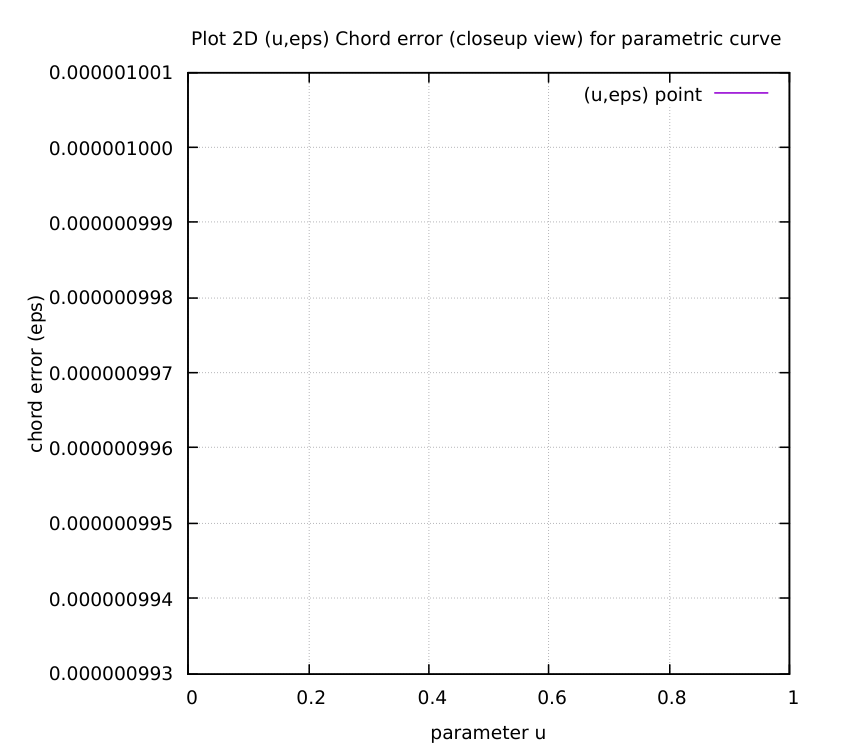 Plot 2D (u,eps) Chord error (closeup view) for parametric curve
(u,eps) point
0.000001001
0.000001000
0.000000999
0.000000998
0.000000997
0.000000996
0.000000995
0.000000994
0.000000993
chord error (eps)
0 0.2 0.4 0.6 0.8 1
parameter u